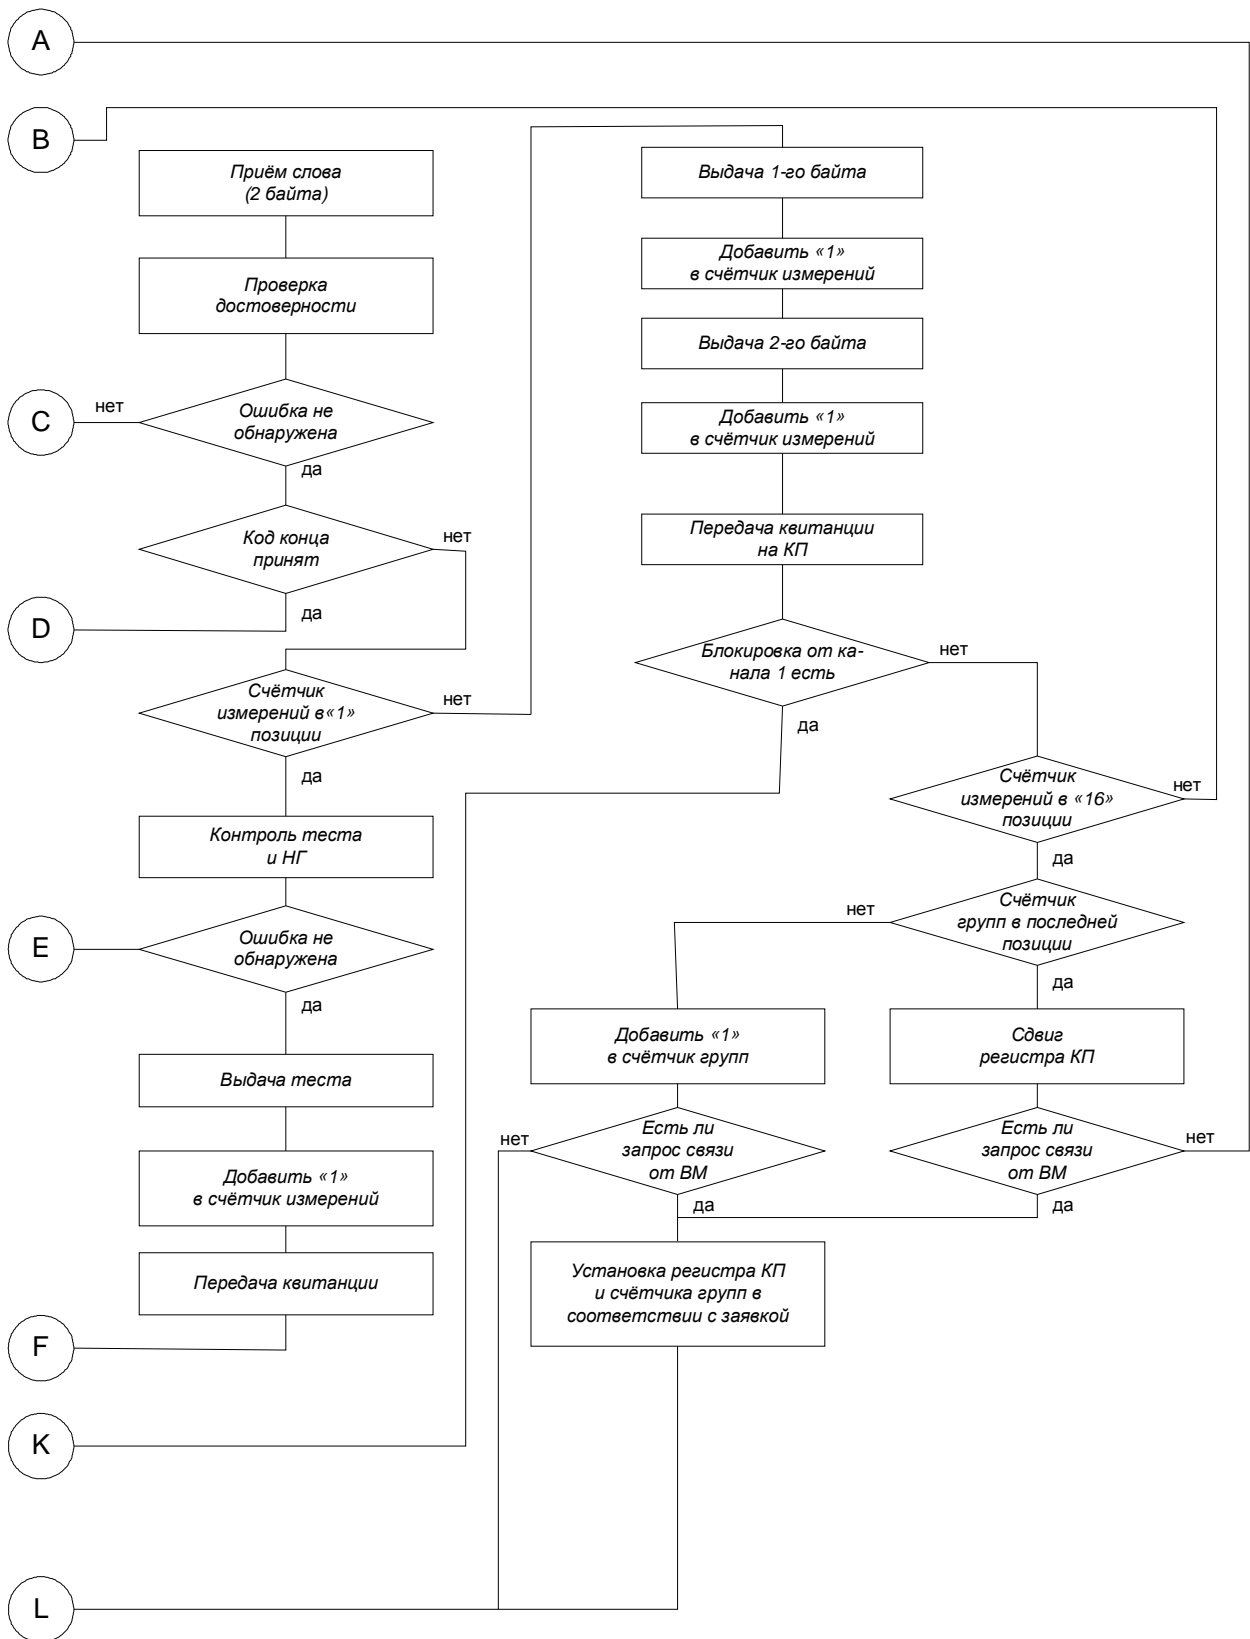 A
B
Приём слова
(2 байта)
Проверка
достоверности
C
нет
Ошибка не
обнаружена
да
Код конца
принят
нет
да
D
Счётчик
измерений в«1»
позиции
нет
да
Контроль теста
и НГ
E
Ошибка не
обнаружена
да
Выдача теста
Добавить «1»
в счётчик измерений
Передача квитанции
F
K
L
Выдача 1-го байта
Добавить «1»
в счётчик измерений
Выдача 2-го байта
Добавить «1»
в счётчик измерений
Передача квитанции
на КП
Блокировка от ка-
нала 1 есть
нет
да
Счётчик
измерений в «16»
позиции
нет
да
Счётчик
групп в последней
позиции
нет
да
Добавить «1»
в счётчик групп
Сдвиг
регистра КП
нет
Есть ли
запрос связи
от ВМ
да
Есть ли
запрос связи
от ВМ
нет
да
Установка регистра КП
и счётчика групп в
соответствии с заявкой